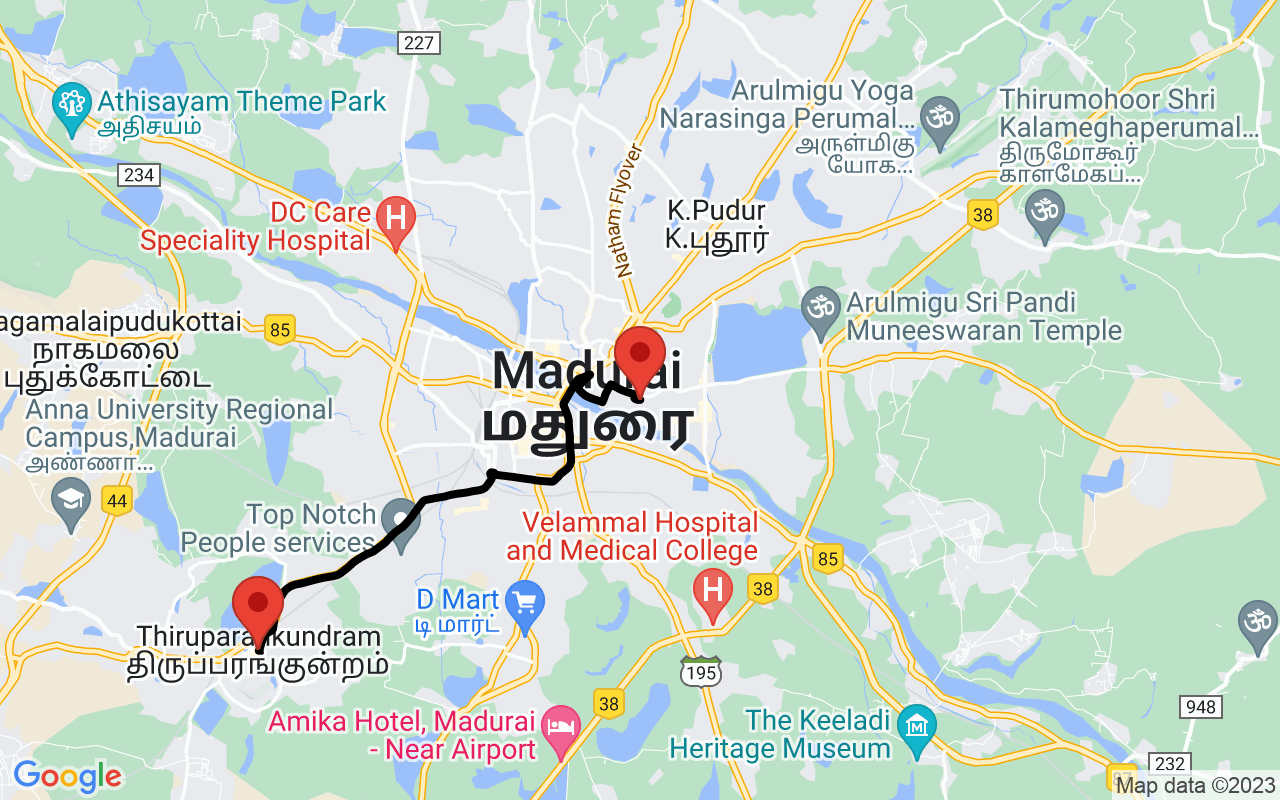 227
Athisayam Theme Park
அதிசயம்
Arulmigu Yoga
Narasinga Perumal...
அருள்மிகு
யோக...
Thirumohoor Shri
Kalameghaperumal...
திருமோகூர்
காளமேகப்...
234
DC Care
Speciality Hospital
Natham Flyover
K.Pudur
K.புதூர்
38
agamalaipudukottai
நாகமலை
புதுக்கோட்டை
85
Arulmigu Sri Pandi
Muneeswaran Temple
Madurai
மதுரை
Anna University Regional
Campus,Madurai
அண்ணா...
44
Top Notch
People services
Velammal Hospital
and Medical College
85
38
D Mart
டி மார்ட்
Thiruparankundram
திருப்பரங்குன்றம்
195
38
Amika Hotel, Madurai
- Near Airport
The Keeladi
Heritage Museum
948
232
87
Google
Map data ©2023